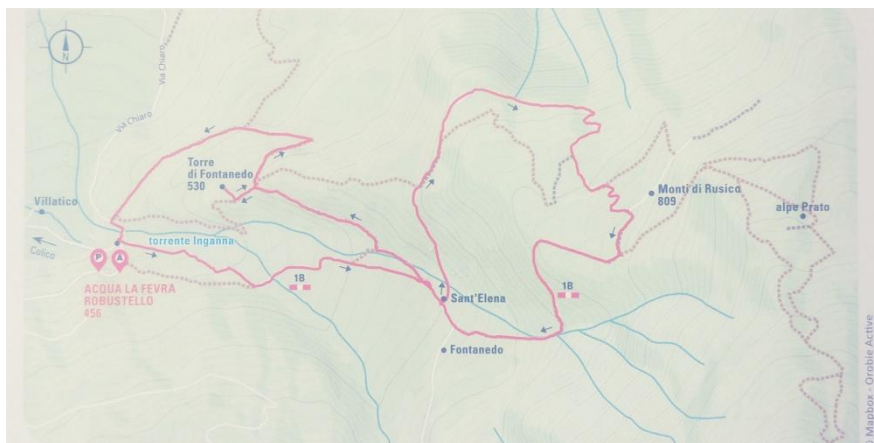 N
Via Chiaro
Via Chiaro
Torre
di Fontanedo
530
Villatico
Colico
torrente Inganna
P
A
ACQUA LA FEVRA
ROBUSTELLO
456
1B
Sant'Elena
Fontanedo
1B
Monti di Rusico
809
alpe Prato
Mapbox - Orobie Active